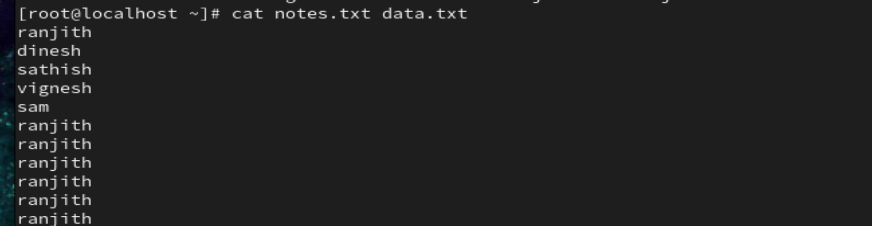 [root@localhost ~]# cat notes.txt data.txt
ranjith
dinesh
sathish
vignesh
sam
ranjith
ranjith
ranjith
ranjith
ranjith
ranjith